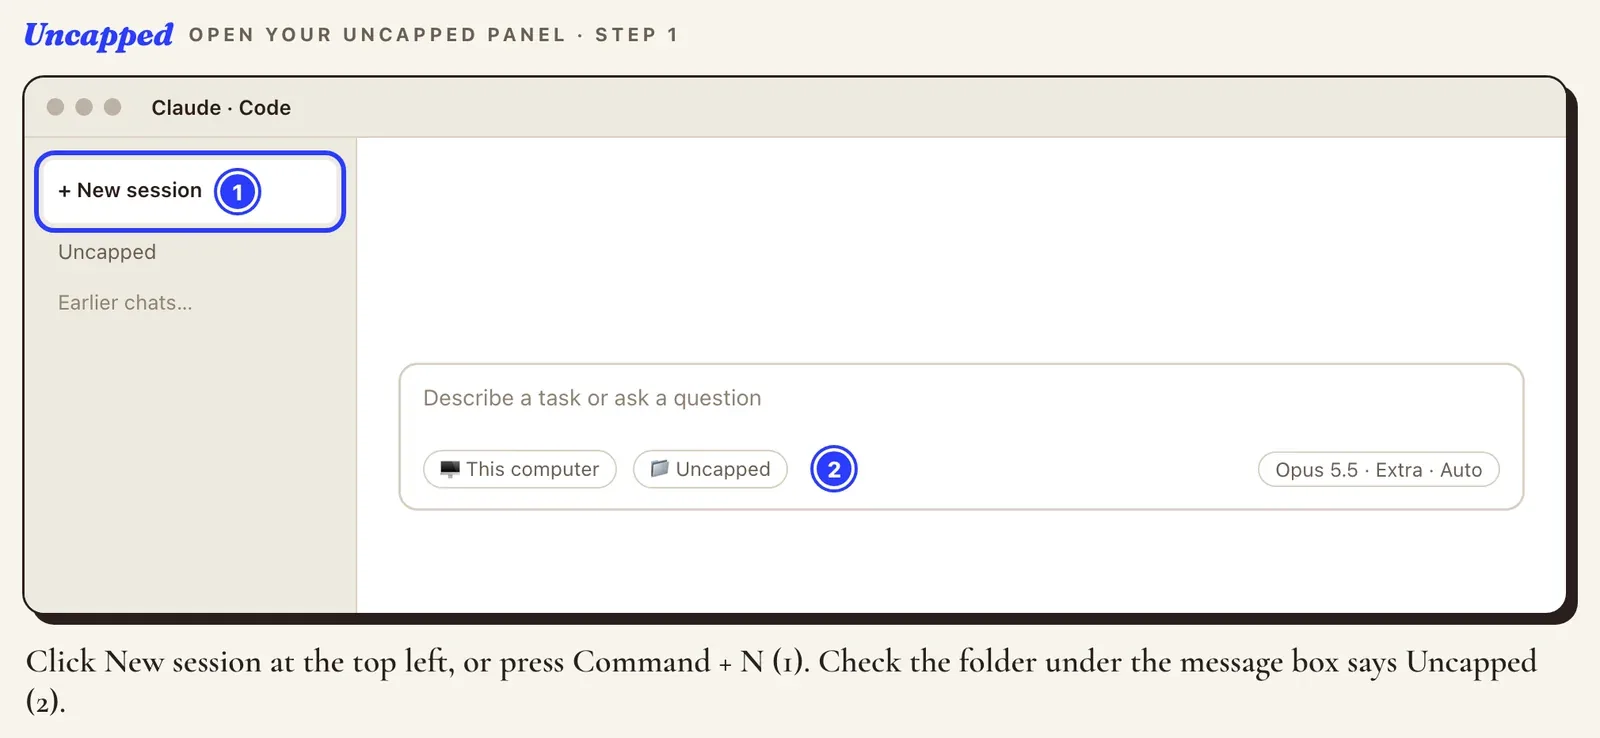 Uncapped OPEN YOUR UNCAPPED PANEL · STEP 1
Claude · Code
+ New session 1
Uncapped
Earlier chats...
Describe a task or ask a question
This computer Uncapped 2 Opus 5.5 · Extra · Auto
Click New session at the top left, or press Command + N (1). Check the folder under the message box says Uncapped
(2).